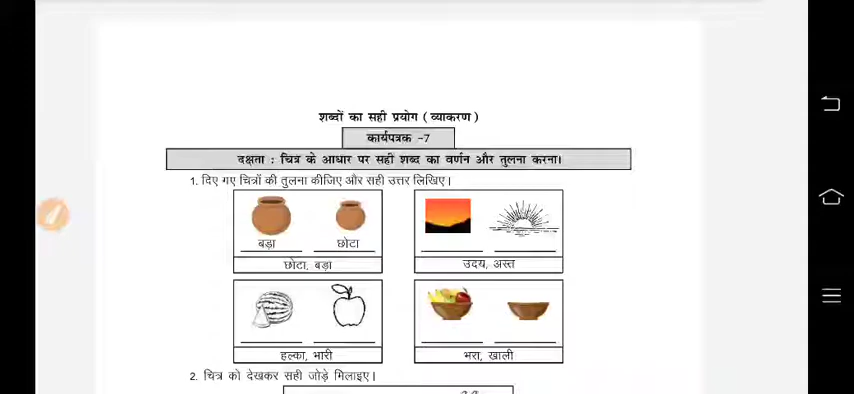 शब्दों का सही प्रयोग (व्याकरण)
कार्यपत्रक -7
दक्षता : चित्र के आधार पर सही शब्द का वर्णन और तुलना करना।
1. दिए गए चित्रों की तुलना कीजिए और सही उत्तर लिखिए।
बड़ा छोटा
छोटा, बड़ा
उदय, अस्त
हल्का, भारी
भरा, खाली
2. चित्र को देखकर सही जोड़े मिलाइए।